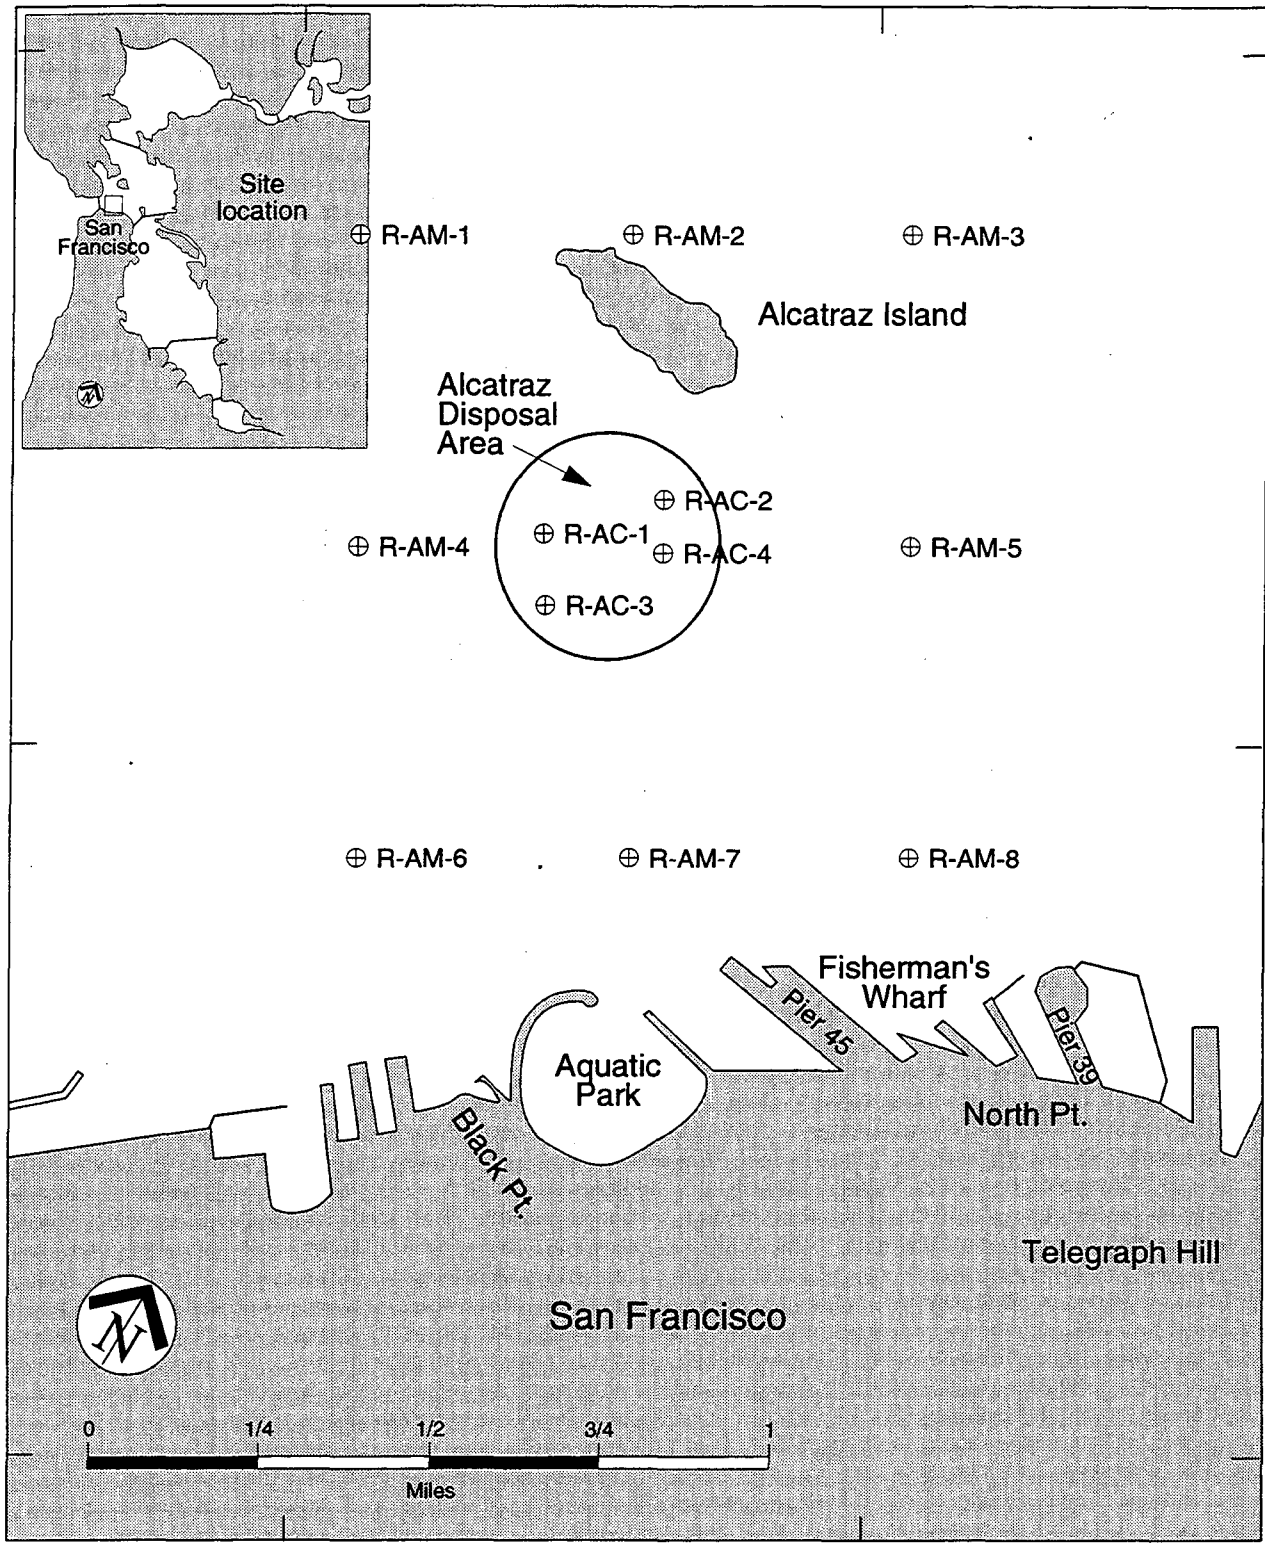 Site
location
San
Francisco
N
R-AM-1
R-AM-2
R-AM-3
Alcatraz Island
Alcatraz
Disposal
Area
R-AC-2
R-AC-1
R-AC-4
R-AC-3
R-AM-4
R-AM-5
R-AM-6
R-AM-7
R-AM-8
Fisherman's
Wharf
Pier 45
Pier 39
Aquatic
Park
Black Pt.
North Pt.
Telegraph Hill
San Francisco
N
0 1/4 1/2 3/4 1
Miles